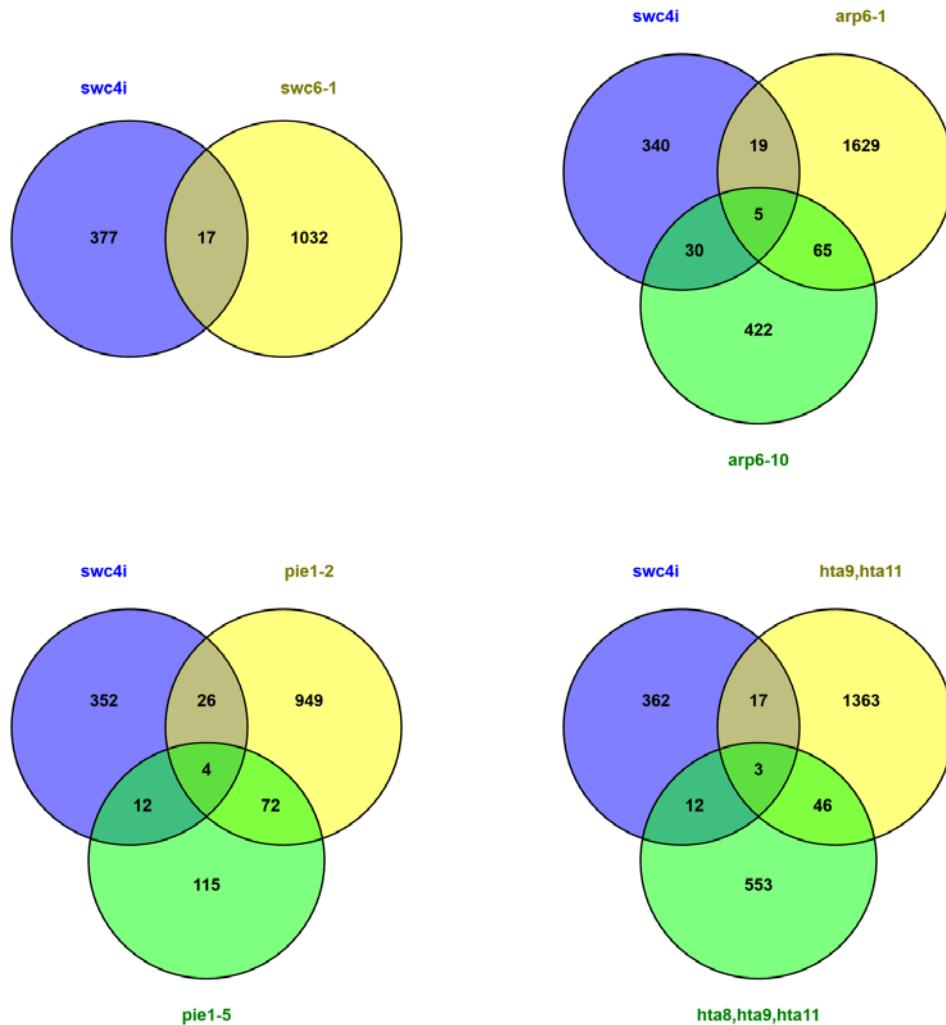 swc4i swc6-1
377 17 1032
swc4i arp6-1
340 19 1629
5
30 65
422
arp6-10
swc4i pie1-2
352 26 949
4
12 72
115
pie1-5
swc4i hta9,hta11
362 17 1363
3
12 46
553
hta8,hta9,hta11